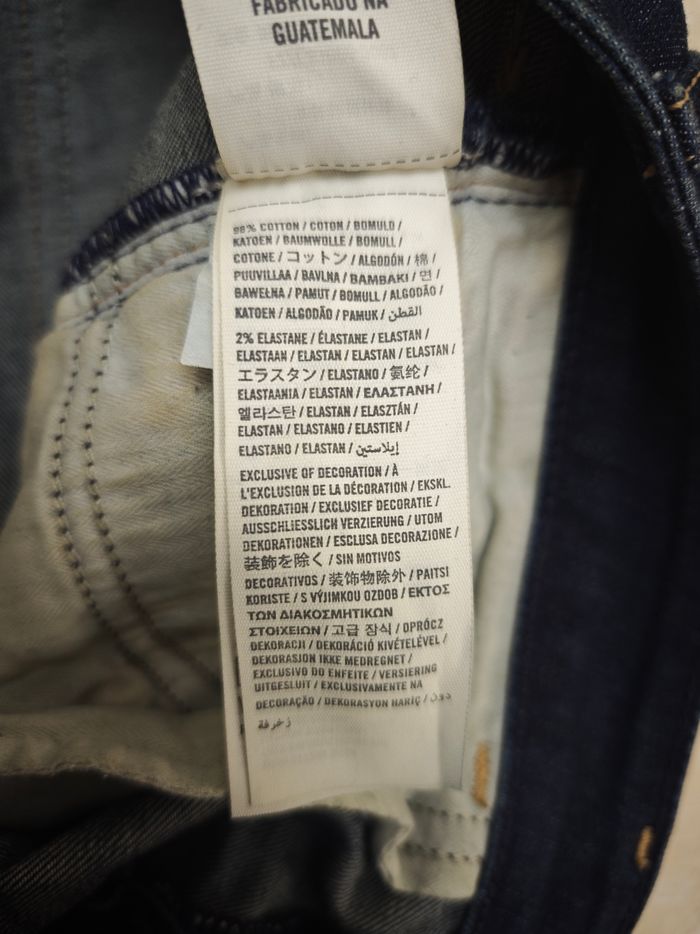 FABRICADO NA
GUATEMALA
98% COTTON / COTON / BOMULD /
KATOEN / BAUMWOLLE / BOMULL /
COTONE / コットン / ALGODÓN / 棉 /
PUUVILLAA / BAVLNA / ΒΑΜΒΑΚΙ / 면 /
BAWEŁNA / PAMUT / BOMULL / ALGODÃO /
KATOEN / ALGODÃO / PAMUK / القطن
2% ELASTANE / ÉLASTANE / ELASTAN /
ELASTAAN / ELASTAN / ELASTAN / ELASTAN /
エラスタン / ELASTANO / 氨纶 /
ELASTAANIA / ELASTAN / ΕΛΑΣΤΑΝΗ /
엘라스탄 / ELASTAN / ELASZTÁN /
ELASTAN / ELASTANO / ELASTIEN /
ELASTANO / ELASTAN / إيلاستين
EXCLUSIVE OF DECORATION / À
L'EXCLUSION DE LA DÉCORATION / EKSKL.
DEKORATION / EXCLUSIEF DECORATIE /
AUSSCHLIESSLICH VERZIERUNG / UTOM
DEKORATIONEN / ESCLUSA DECORAZIONE /
装飾を除く / SIN MOTIVOS
DECORATIVOS / 装饰物除外 / PAITSI
KORISTE / S VÝJIMKOU OZDOB / ΕΚΤΟΣ
ΤΩΝ ΔΙΑΚΟΣΜΗΤΙΚΩΝ
ΣΤΟΙΧΕΙΩΝ / 고급 장식 / OPRÓCZ
DEKORACJI / DEKORÁCIÓ KIVÉTELÉVEL /
DEKORASJON IKKE MEDREGNET /
EXCLUSIVO DO ENFEITE / VERSIERING
UITGESLUIT / EXCLUSIVAMENTE NA
DECORAÇÃO / DEKORASYON HARİÇ / دون
زخرفة